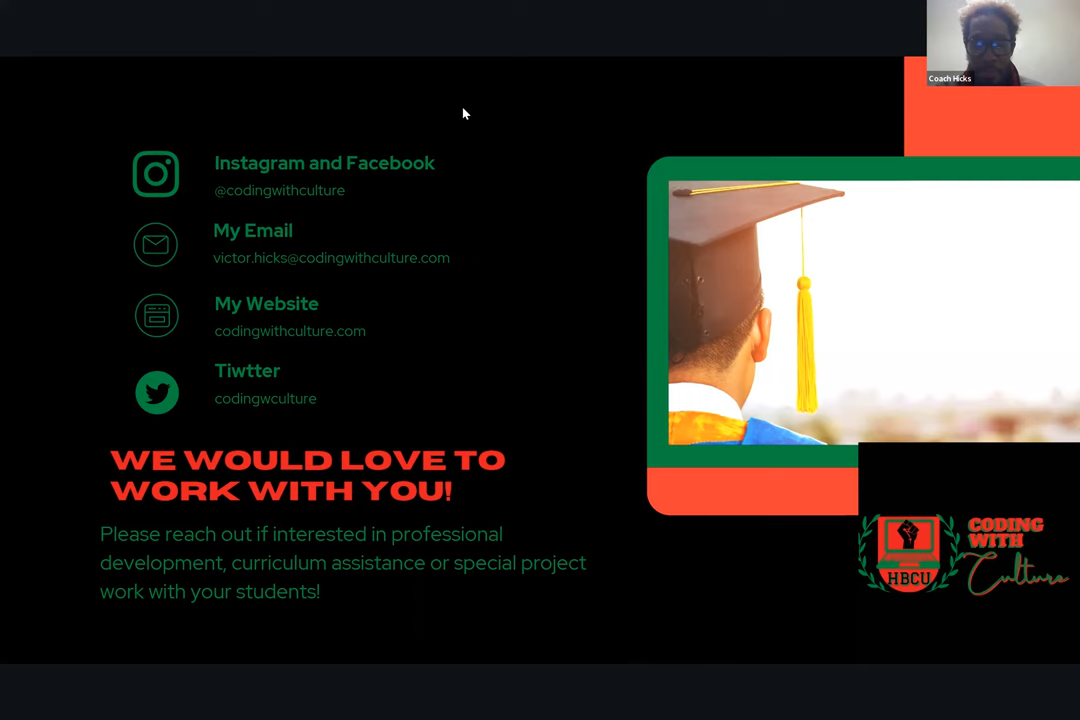 Coach Hicks
Instagram and Facebook
@codingwithculture
My Email
victor.hicks@codingwithculture.com
My Website
codingwithculture.com
Tiwtter
codingwculture
WE WOULD LOVE TO
WORK WITH YOU!
Please reach out if interested in professional
development, curriculum assistance or special project
work with your students!
HBCU
CODING
WITH
Culture